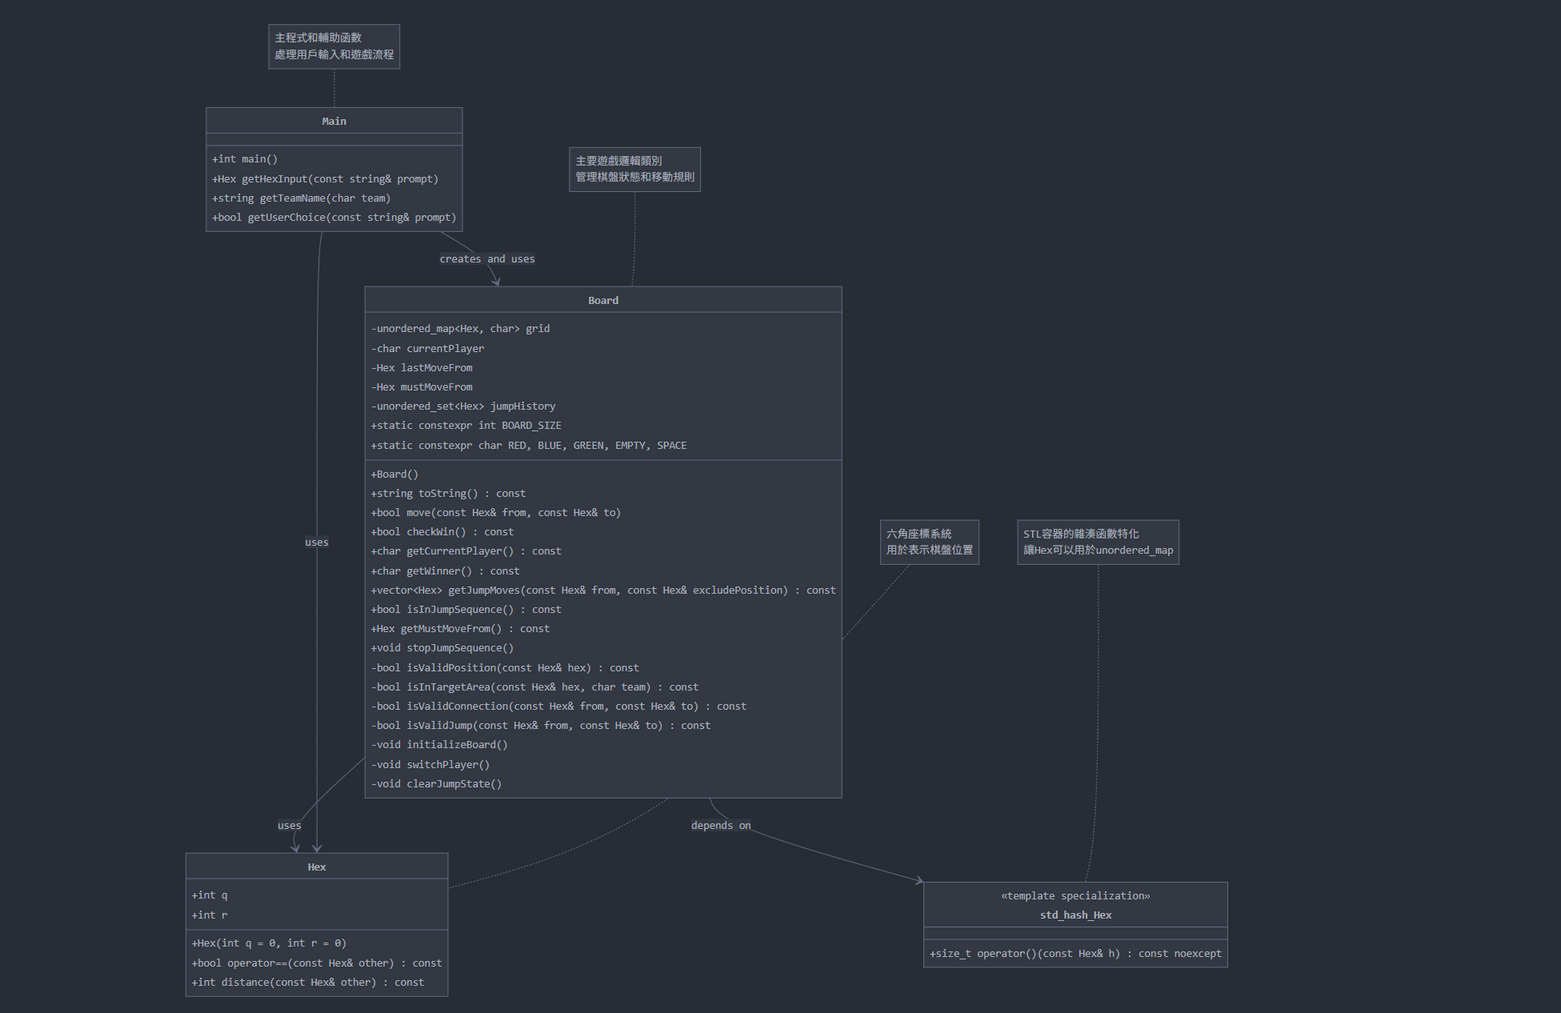 主程式和輔助函數
處理用戶輸入和遊戲流程
Main
+int main()
+Hex getHexInput(const string& prompt)
+string getTeamName(char team)
+bool getUserChoice(const string& prompt)
主要遊戲邏輯類別
管理棋盤狀態和移動規則
creates and uses
Board
-unordered_map<Hex, char> grid
-char currentPlayer
-Hex lastMoveFrom
-Hex mustMoveFrom
-unordered_set<Hex> jumpHistory
+static constexpr int BOARD_SIZE
+static constexpr char RED, BLUE, GREEN, EMPTY, SPACE
+Board()
+string toString() : const
+bool move(const Hex& from, const Hex& to)
+bool checkWin() : const
+char getCurrentPlayer() : const
+char getWinner() : const
+vector<Hex> getJumpMoves(const Hex& from, const Hex& excludePosition) : const
+bool isInJumpSequence() : const
+Hex getMustMoveFrom() : const
+void stopJumpSequence()
-bool isValidPosition(const Hex& hex) : const
-bool isInTargetArea(const Hex& hex, char team) : const
-bool isValidConnection(const Hex& from, const Hex& to) : const
-bool isValidJump(const Hex& from, const Hex& to) : const
-void initializeBoard()
-void switchPlayer()
-void clearJumpState()
uses
六角座標系統
用於表示棋盤位置
STL容器的雜湊函數特化
讓Hex可以用於unordered_map
uses
depends on
Hex
+int q
+int r
+Hex(int q = 0, int r = 0)
+bool operator==(const Hex& other) : const
+int distance(const Hex& other) : const
«template specialization»
std_hash_Hex
+size_t operator()(const Hex& h) : const noexcept